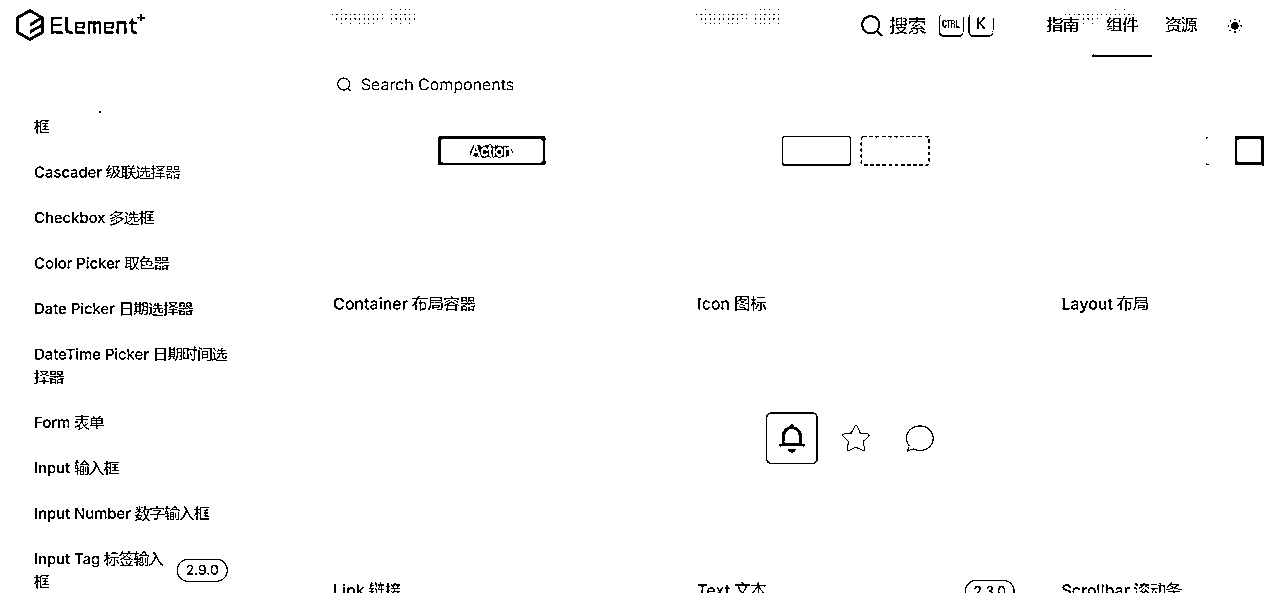 Element+
搜索 CTRL K
指南 组件 资源
Search Components
框
Cascader 级联选择器
Checkbox 多选框
Color Picker 取色器
Date Picker 日期选择器
DateTime Picker 日期时间选
择器
Form 表单
Input 输入框
Input Number 数字输入框
Input Tag 标签输入
框
2.9.0
Action
Container 布局容器
Icon 图标
Layout 布局
Link 链接
Text 文本
2.3.0
Scrollbar 滚动条